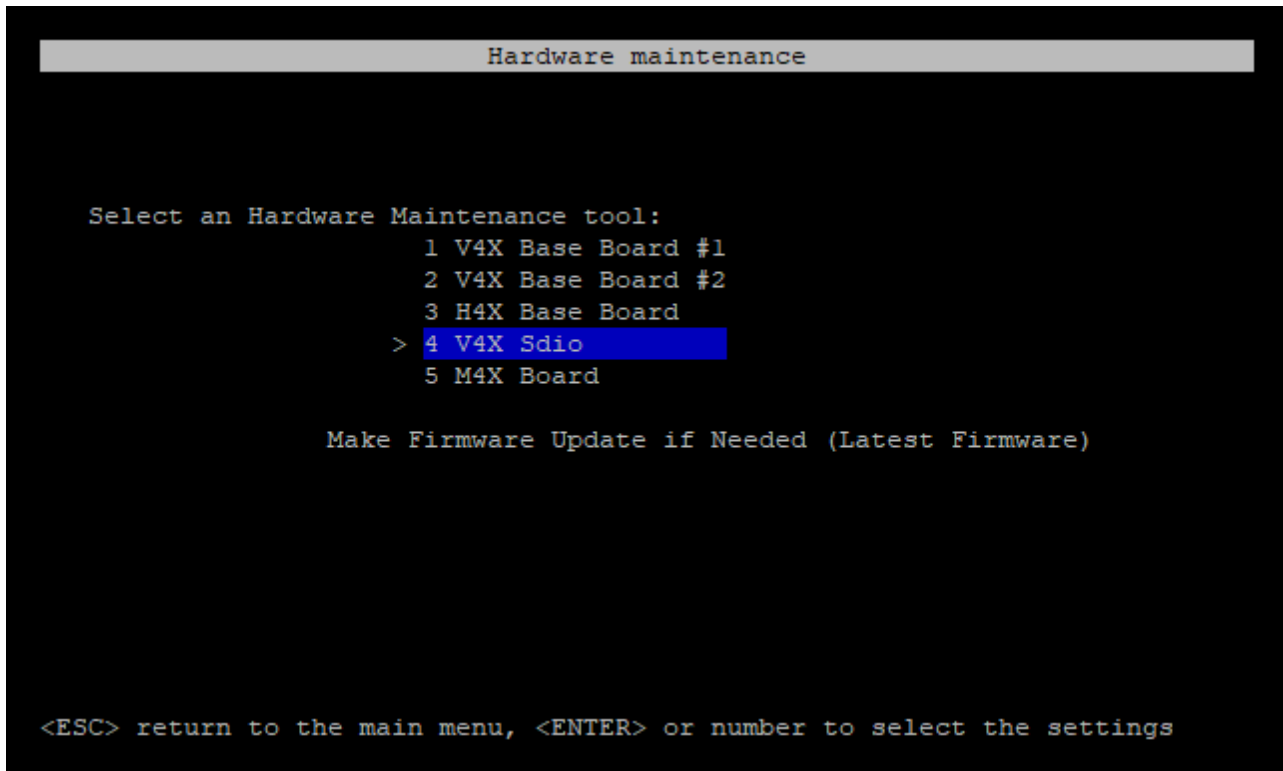 Hardware maintenance
Select an Hardware Maintenance tool:
1 V4X Base Board #1
2 V4X Base Board #2
3 H4X Base Board
> 4 V4X Sdio
5 M4X Board
Make Firmware Update if Needed (Latest Firmware)
<ESC> return to the main menu, <ENTER> or number to select the settings